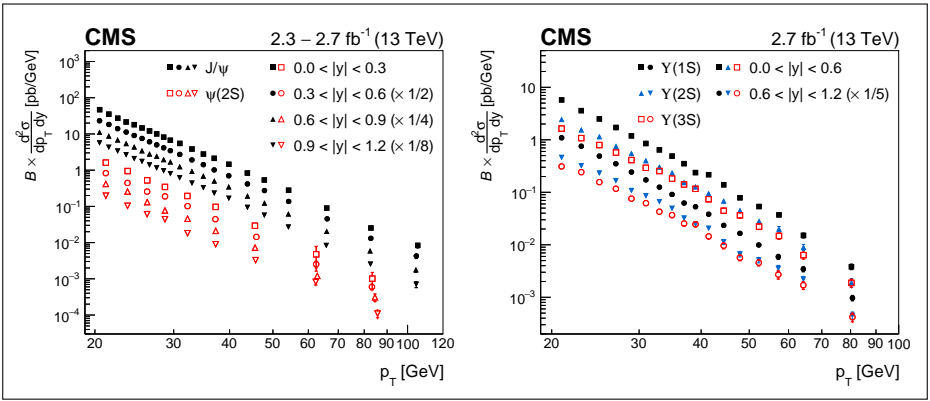 CMS 2.3 − 2.7 fb⁻¹ (13 TeV)
B × d²σ/dp_T dy [pb/GeV]
10³
10²
10
1
10⁻¹
10⁻²
10⁻³
10⁻⁴
J/ψ 0.0 < |y| < 0.3
ψ(2S) 0.3 < |y| < 0.6 (× 1/2)
0.6 < |y| < 0.9 (× 1/4)
0.9 < |y| < 1.2 (× 1/8)
20 30 40 50 60 70 80 100 120
p_T [GeV]
CMS 2.7 fb⁻¹ (13 TeV)
B × d²σ/dp_T dy [pb/GeV]
10²
10
1
10⁻¹
10⁻²
10⁻³
ϒ(1S) 0.0 < |y| < 0.6
ϒ(2S) 0.6 < |y| < 1.2 (× 1/5)
ϒ(3S)
20 30 40 50 60 70 80 100
p_T [GeV]